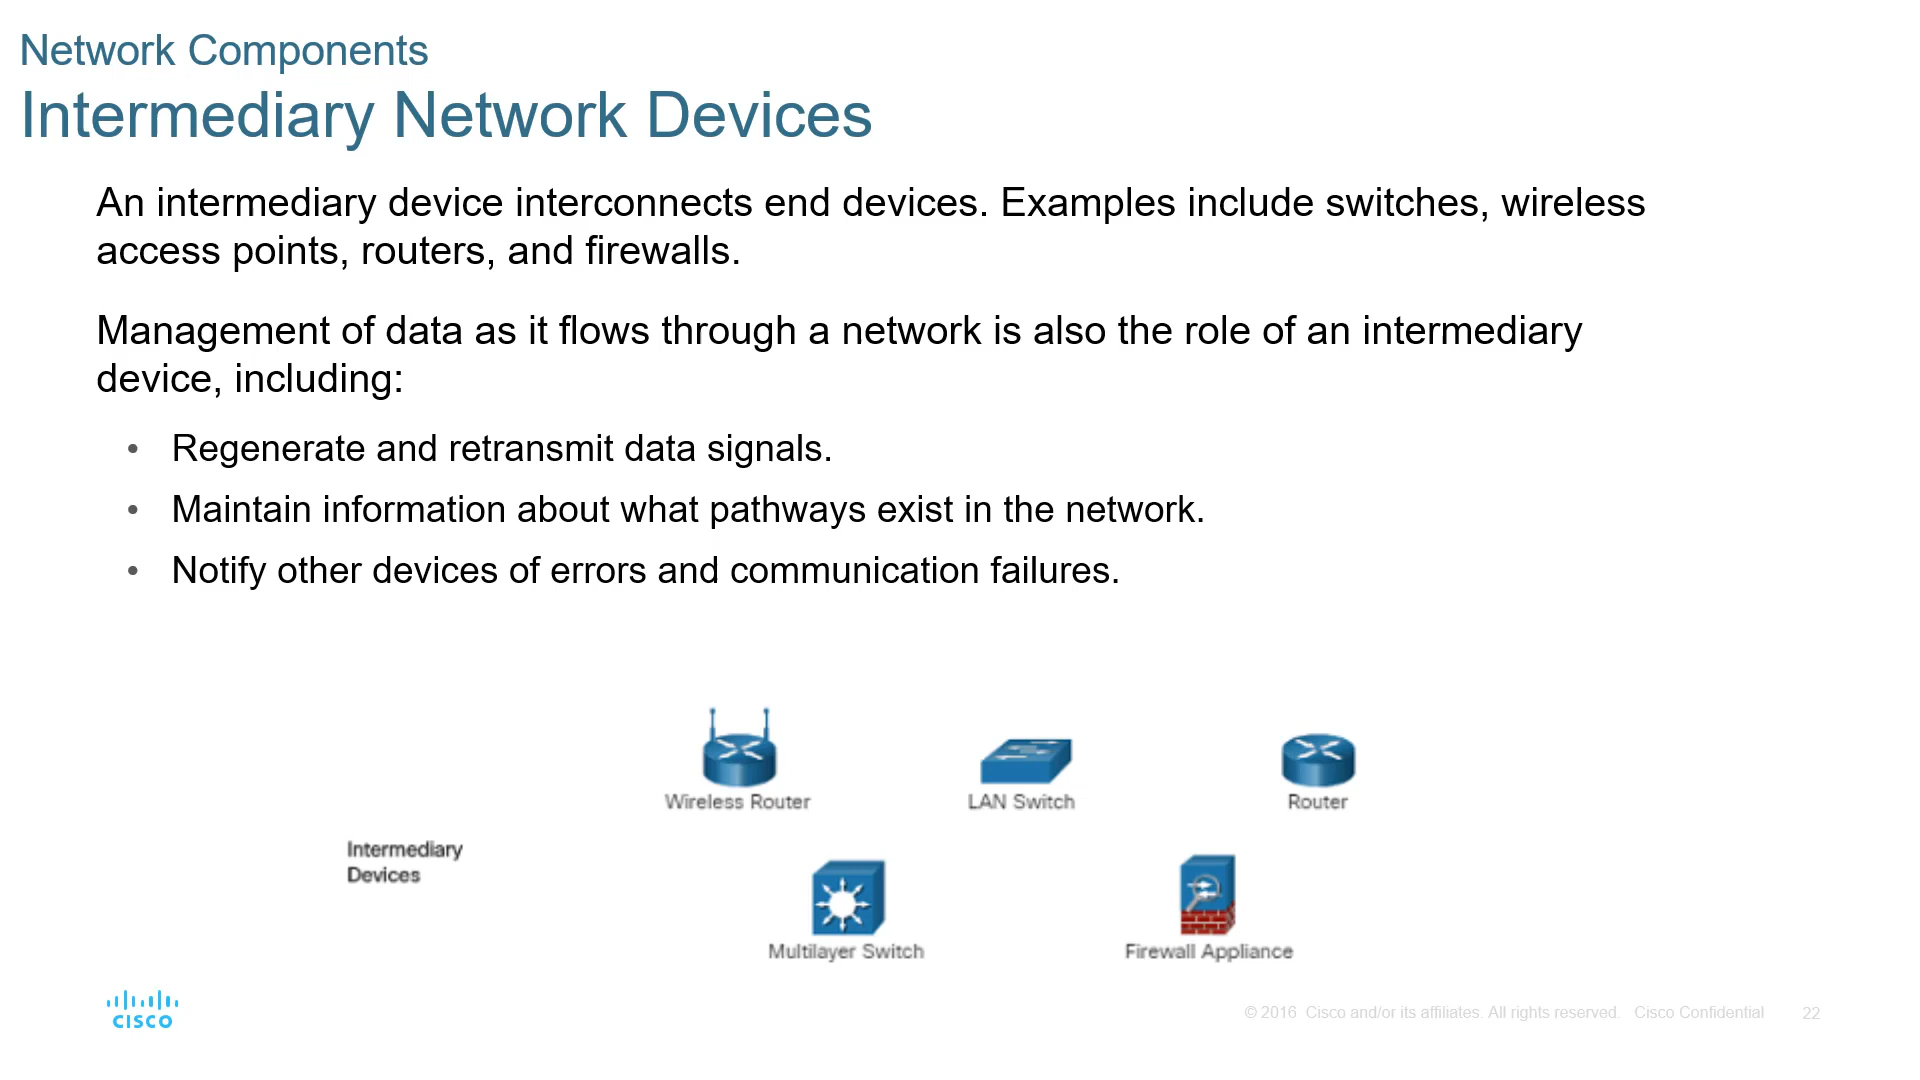 Network Components
Intermediary Network Devices
An intermediary device interconnects end devices. Examples include switches, wireless
access points, routers, and firewalls.
Management of data as it flows through a network is also the role of an intermediary
device, including:
• Regenerate and retransmit data signals.
• Maintain information about what pathways exist in the network.
• Notify other devices of errors and communication failures.
Wireless Router
LAN Switch
Router
Intermediary
Devices
Multilayer Switch
Firewall Appliance
CISCO
© 2016 Cisco and/or its affiliates. All rights reserved. Cisco Confidential
22